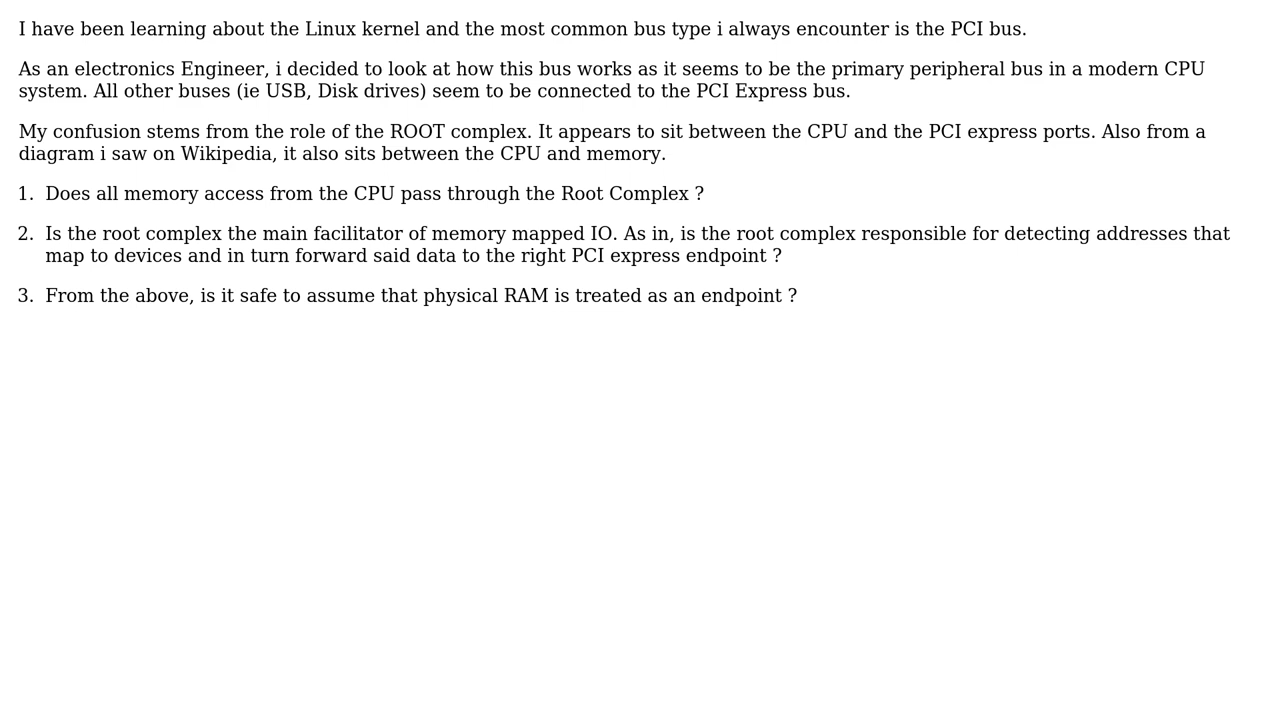 I have been learning about the Linux kernel and the most common bus type i always encounter is the PCI bus.
As an electronics Engineer, i decided to look at how this bus works as it seems to be the primary peripheral bus in a modern CPU
system. All other buses (ie USB, Disk drives) seem to be connected to the PCI Express bus.
My confusion stems from the role of the ROOT complex. It appears to sit between the CPU and the PCI express ports. Also from a
diagram i saw on Wikipedia, it also sits between the CPU and memory.
1. Does all memory access from the CPU pass through the Root Complex ?
2. Is the root complex the main facilitator of memory mapped IO. As in, is the root complex responsible for detecting addresses that
map to devices and in turn forward said data to the right PCI express endpoint ?
3. From the above, is it safe to assume that physical RAM is treated as an endpoint ?